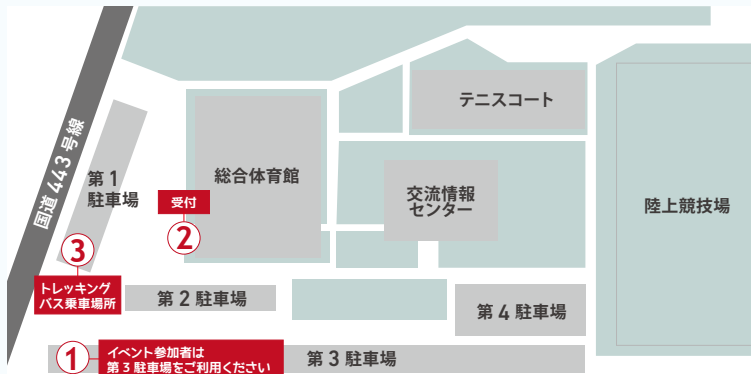 テニスコート
国道443号線
総合体育館
第1
駐車場
交流情報
センター
受付
陸上競技場
②
③
トレッキング
バス乗車場所
第2駐車場
第4駐車場
①
イベント参加者は
第3駐車場をご利用ください
第3駐車場